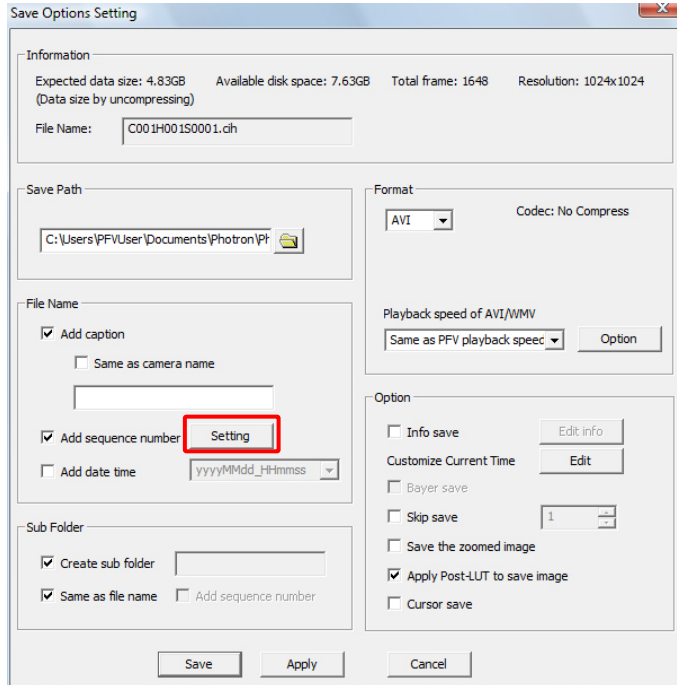 Save Options Setting
Information
Expected data size: 4.83GB Available disk space: 7.63GB Total frame: 1648 Resolution: 1024x1024
(Data size by uncompressing)
File Name: C001H001S0001.cih
Save Path
C:\Users\PFVUser\Documents\Photron\Ph
Format
AVI Codec: No Compress
Playback speed of AVI/WMV
Same as PFV playback speed Option
File Name
Add caption
Same as camera name
Add sequence number Setting
Add date time yyyyMMdd_HHmmss
Sub Folder
Create sub folder
Same as file name Add sequence number
Option
Info save Edit info
Customize Current Time Edit
Bayer save
Skip save 1
Save the zoomed image
Apply Post-LUT to save image
Cursor save
Save Apply Cancel